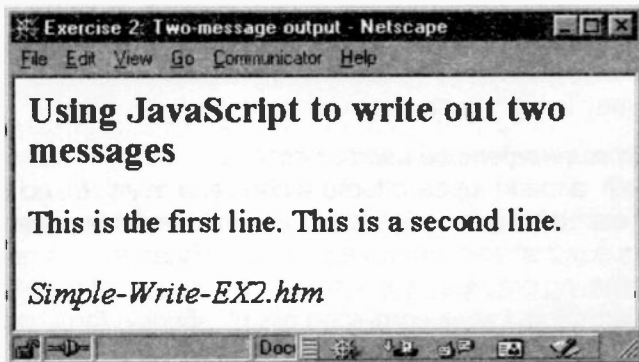 Exercise 2: Two-message output - Netscape
File Edit View Go Communicator Help
Using JavaScript to write out two
messages
This is the first line. This is a second line.
Simple-Write-EX2.htm
Doc